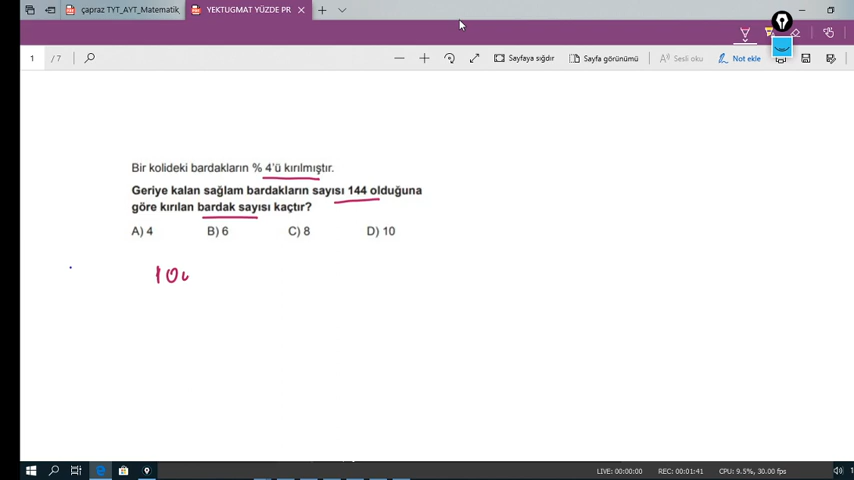 çapraz TYT_AYT_Matematik
YEKTUGMAT YÜZDE PR
1 /7
Sayfaya sığdır
Sayfa görünümü
Sesli oku
Not ekle
Bir kolideki bardakların % 4'ü kırılmıştır.
Geriye kalan sağlam bardakların sayısı 144 olduğuna
göre kırılan bardak sayısı kaçtır?
A) 4 B) 6 C) 8 D) 10
LIVE: 00:00:00 REC: 00:01:41 CPU: 9.5%, 30.00 fps